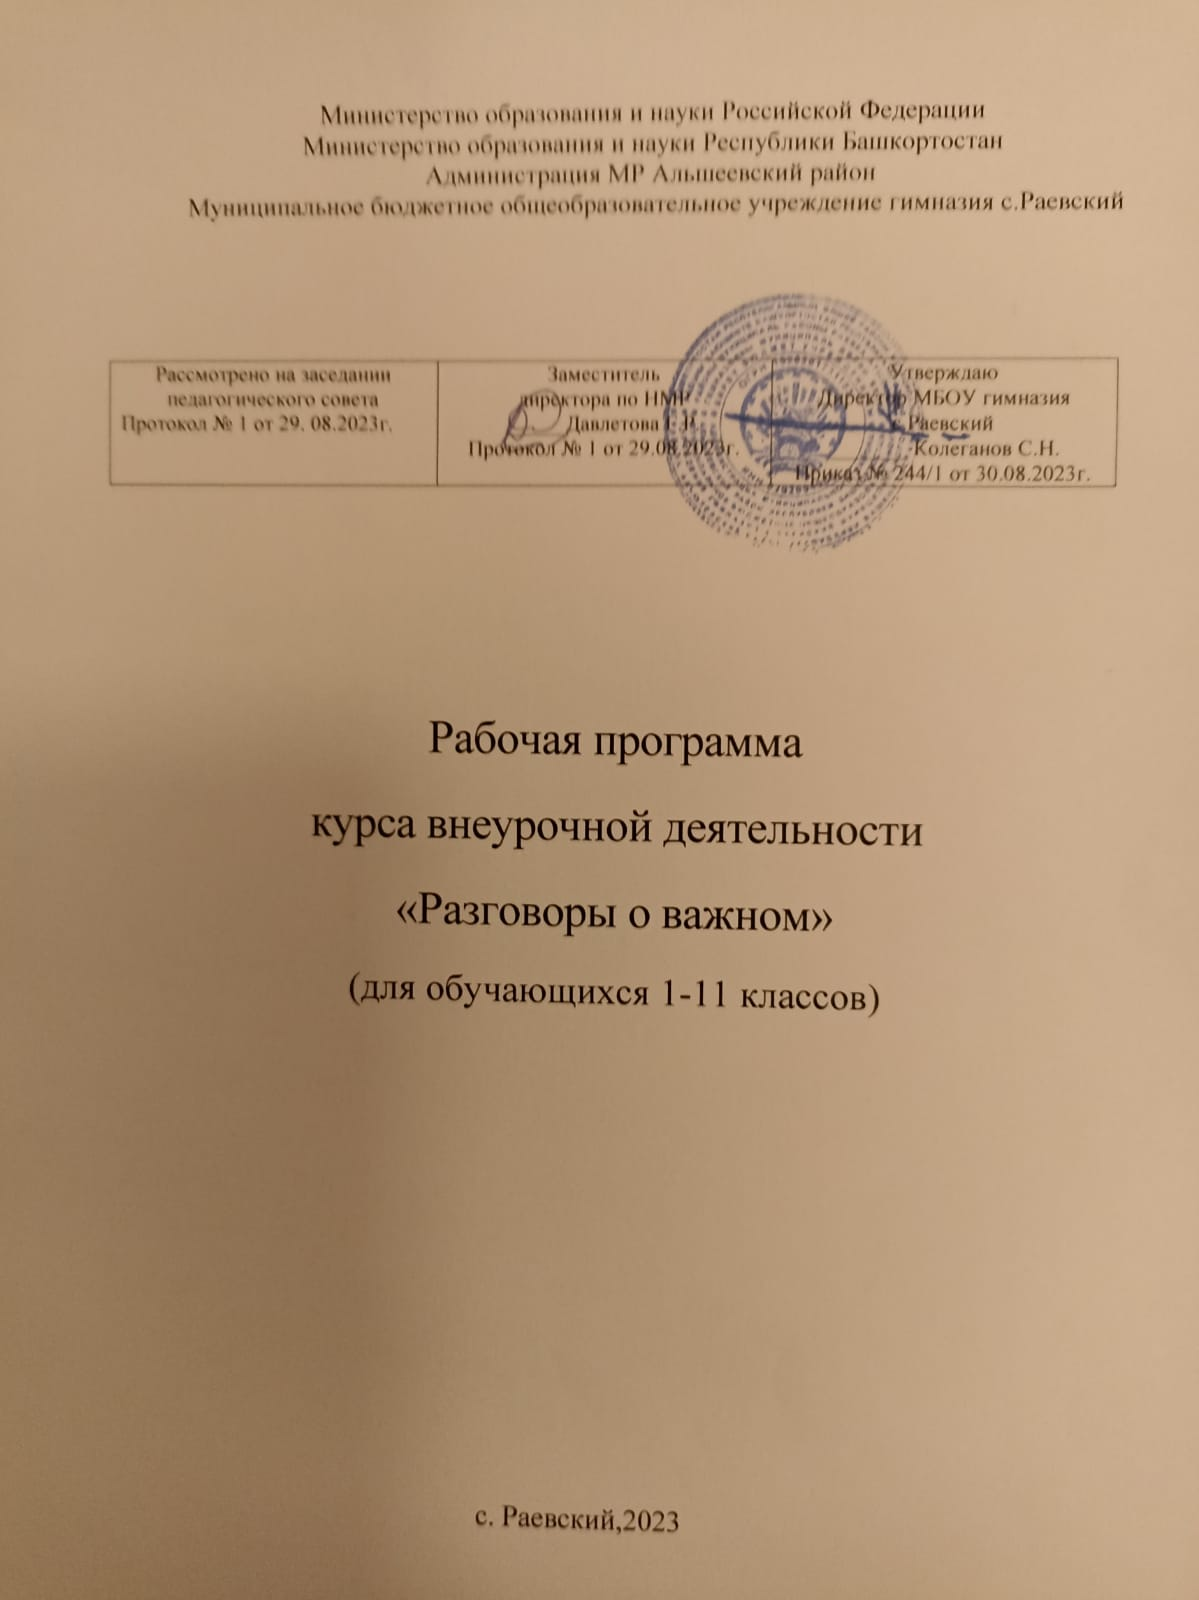 Министерство образования и науки Российской Федерации
Министерство образования и науки Республики Башкортостан
Администрация МР Альшеевский район
Муниципальное бюджетное общеобразовательное учреждение гимназия с.Раевский
Рассмотрено на заседании
педагогического совета
Протокол № 1 от 29. 08.2023г.
Заместитель
директора по НМР
Давлетова
Протокол № 1 от 29.08.2023г.
Утверждаю
Директор МБОУ гимназия
с.Раевский
Колеганов С.Н.
Приказ № 244/1 от 30.08.2023г.
Рабочая программа
курса внеурочной деятельности
«Разговоры о важном»
(для обучающихся 1-11 классов)
с. Раевский,2023